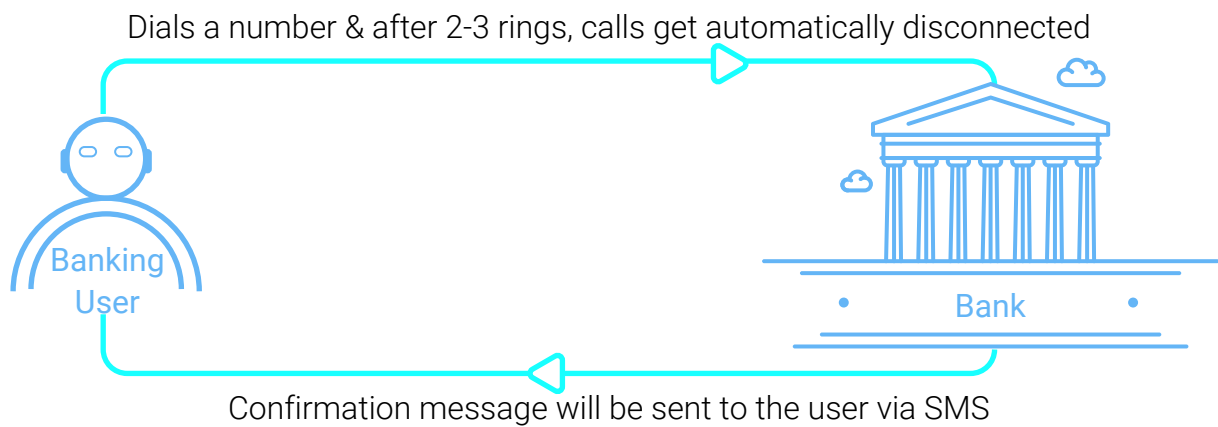 Dials a number & after 2-3 rings, calls get automatically disconnected
Banking
User
Bank
Confirmation message will be sent to the user via SMS